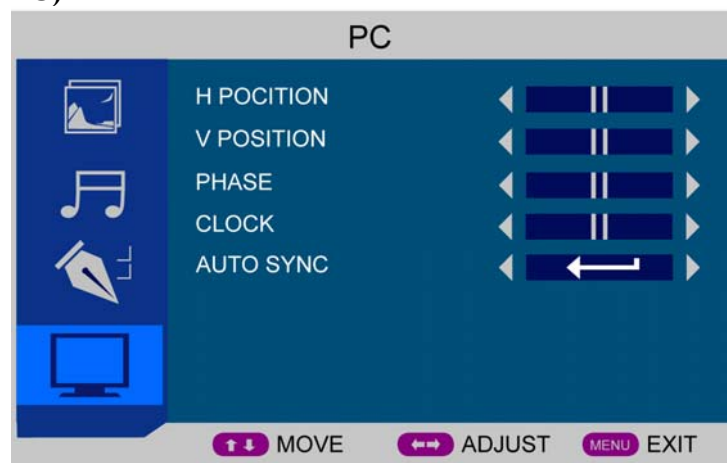 PC
H POCITION
V POSITION
PHASE
CLOCK
AUTO SYNC
MOVE ADJUST MENU EXIT